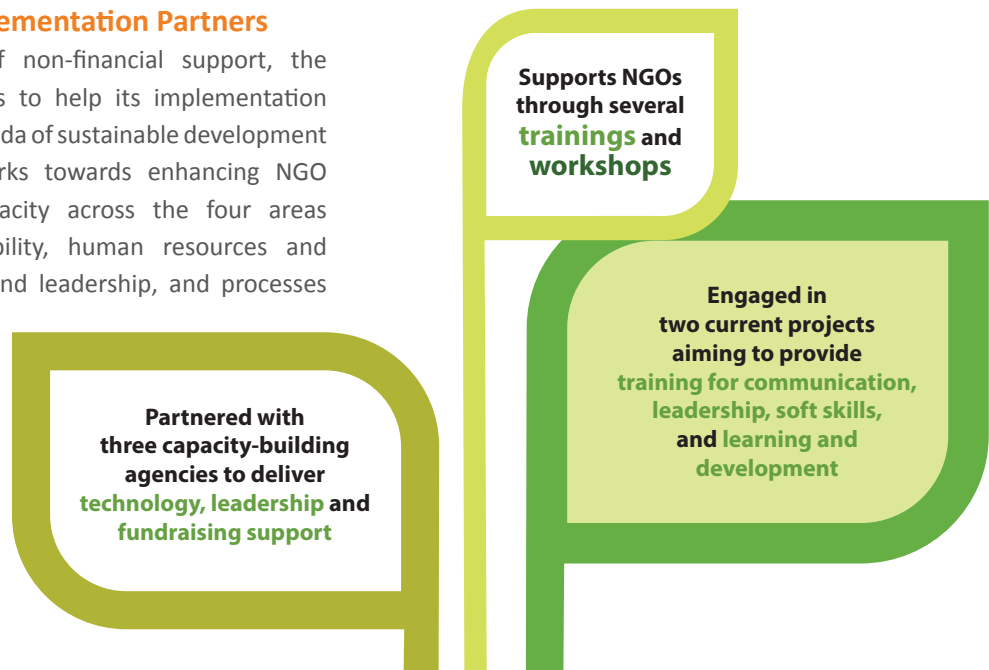 ementation Partners
f non-financial support, the
s to help its implementation
da of sustainable development
rks towards enhancing NGO
acity across the four areas
bility, human resources and
nd leadership, and processes
Supports NGOs
through several
trainings and
workshops
Engaged in
two current projects
aiming to provide
training for communication,
leadership, soft skills,
and learning and
development
Partnered with
three capacity-building
agencies to deliver
technology, leadership and
fundraising support